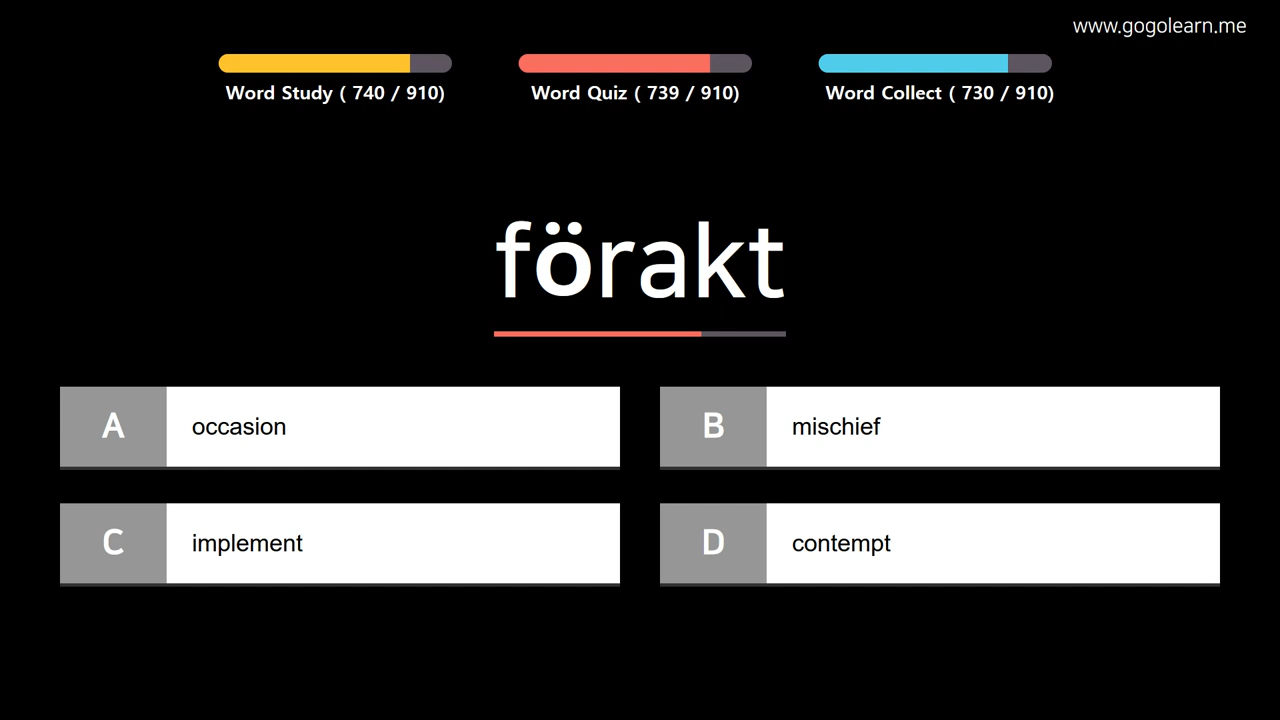 www.gogolearn.me
Word Study ( 740 / 910)
Word Quiz ( 739 / 910)
Word Collect ( 730 / 910)
förakt
A occasion
B mischief
C implement
D contempt